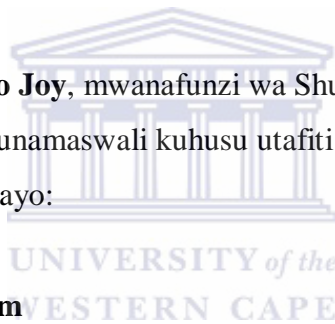 o Joy, mwanafunzi wa Shu
unamaswali kuhusu utafiti
ayo:
UNIVERSITY of the
m
WESTERN CAPE